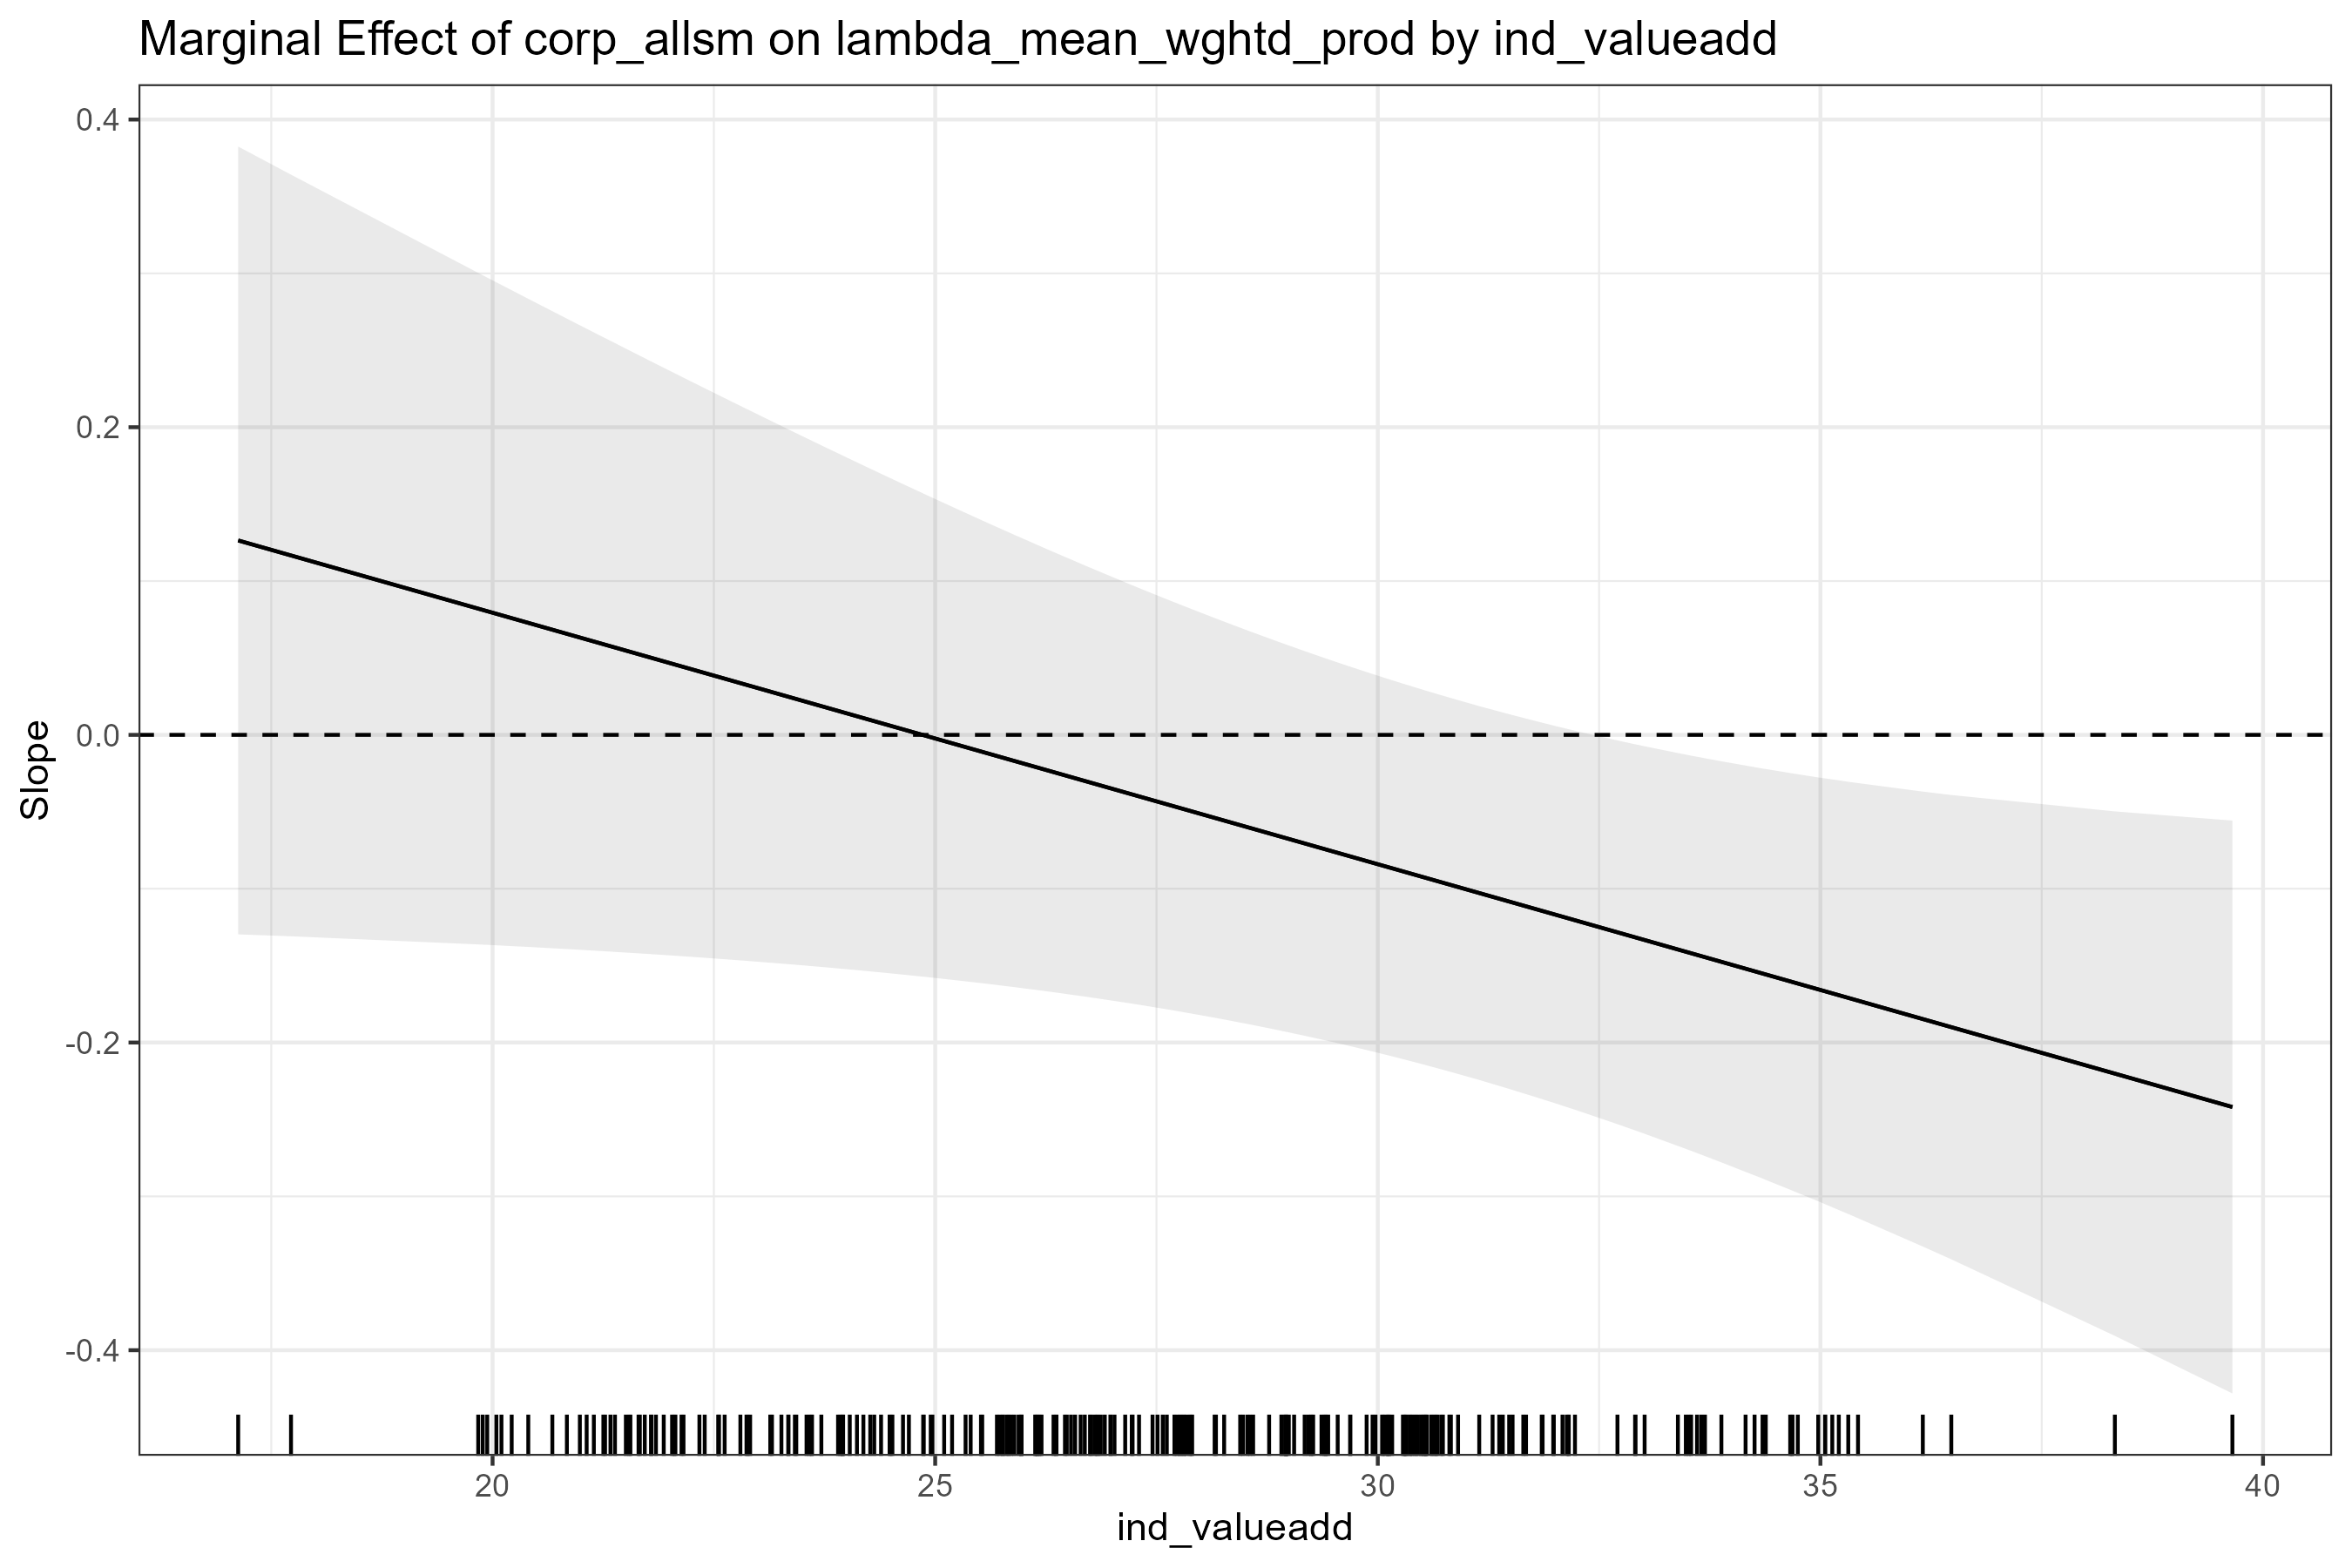 Marginal Effect of corp_allsm on lambda_mean_wghtd_prod by ind_valueadd
0.4
0.2
0.0
-0.2
-0.4
Slope
20 25 30 35 40
ind_valueadd